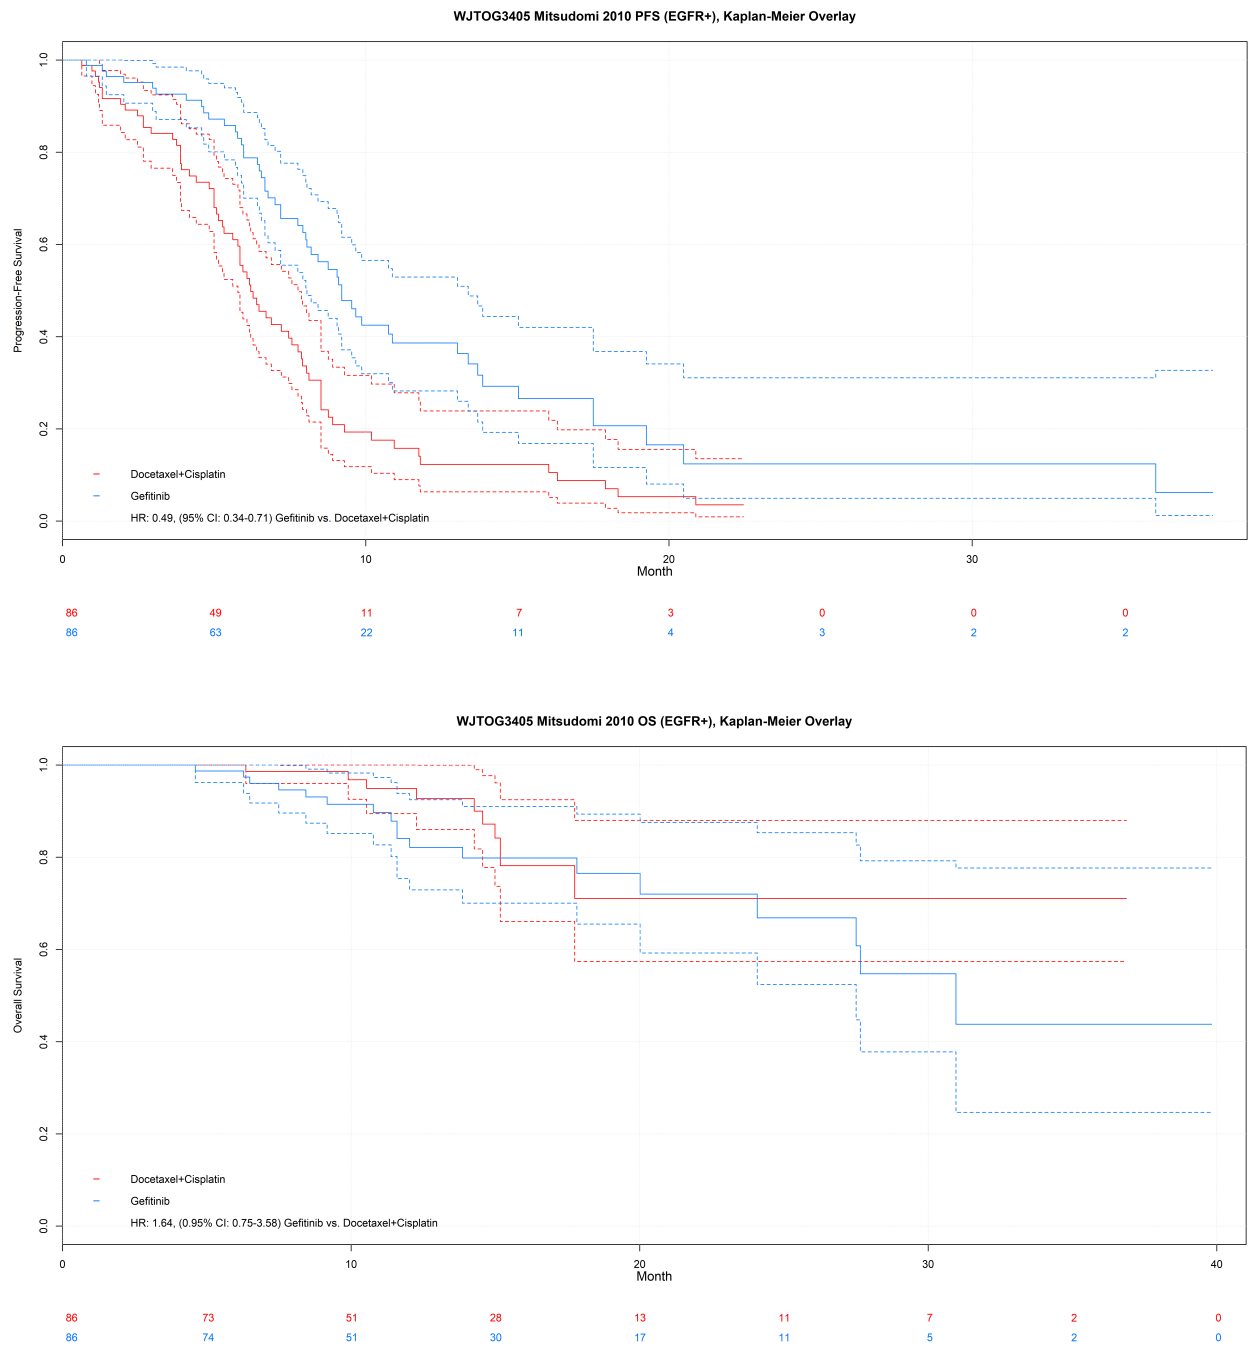 WJTOG3405 Mitsudomi 2010 PFS (EGFR+), Kaplan-Meier Overlay
Progression-Free Survival
1.0
0.8
0.6
0.4
0.2
0.0
Docetaxel+Cisplatin
Gefitinib
HR: 0.49, (95% CI: 0.34-0.71) Gefitinib vs. Docetaxel+Cisplatin
0 10 20 30
Month
86 49 11 7 3 0 0 0
86 63 22 11 4 3 2 2
WJTOG3405 Mitsudomi 2010 OS (EGFR+), Kaplan-Meier Overlay
Overall Survival
1.0
0.8
0.6
0.4
0.2
0.0
Docetaxel+Cisplatin
Gefitinib
HR: 1.64, (0.95% CI: 0.75-3.58) Gefitinib vs. Docetaxel+Cisplatin
0 10 20 30 40
Month
86 73 51 28 13 11 7 2 0
86 74 51 30 17 11 5 2 0